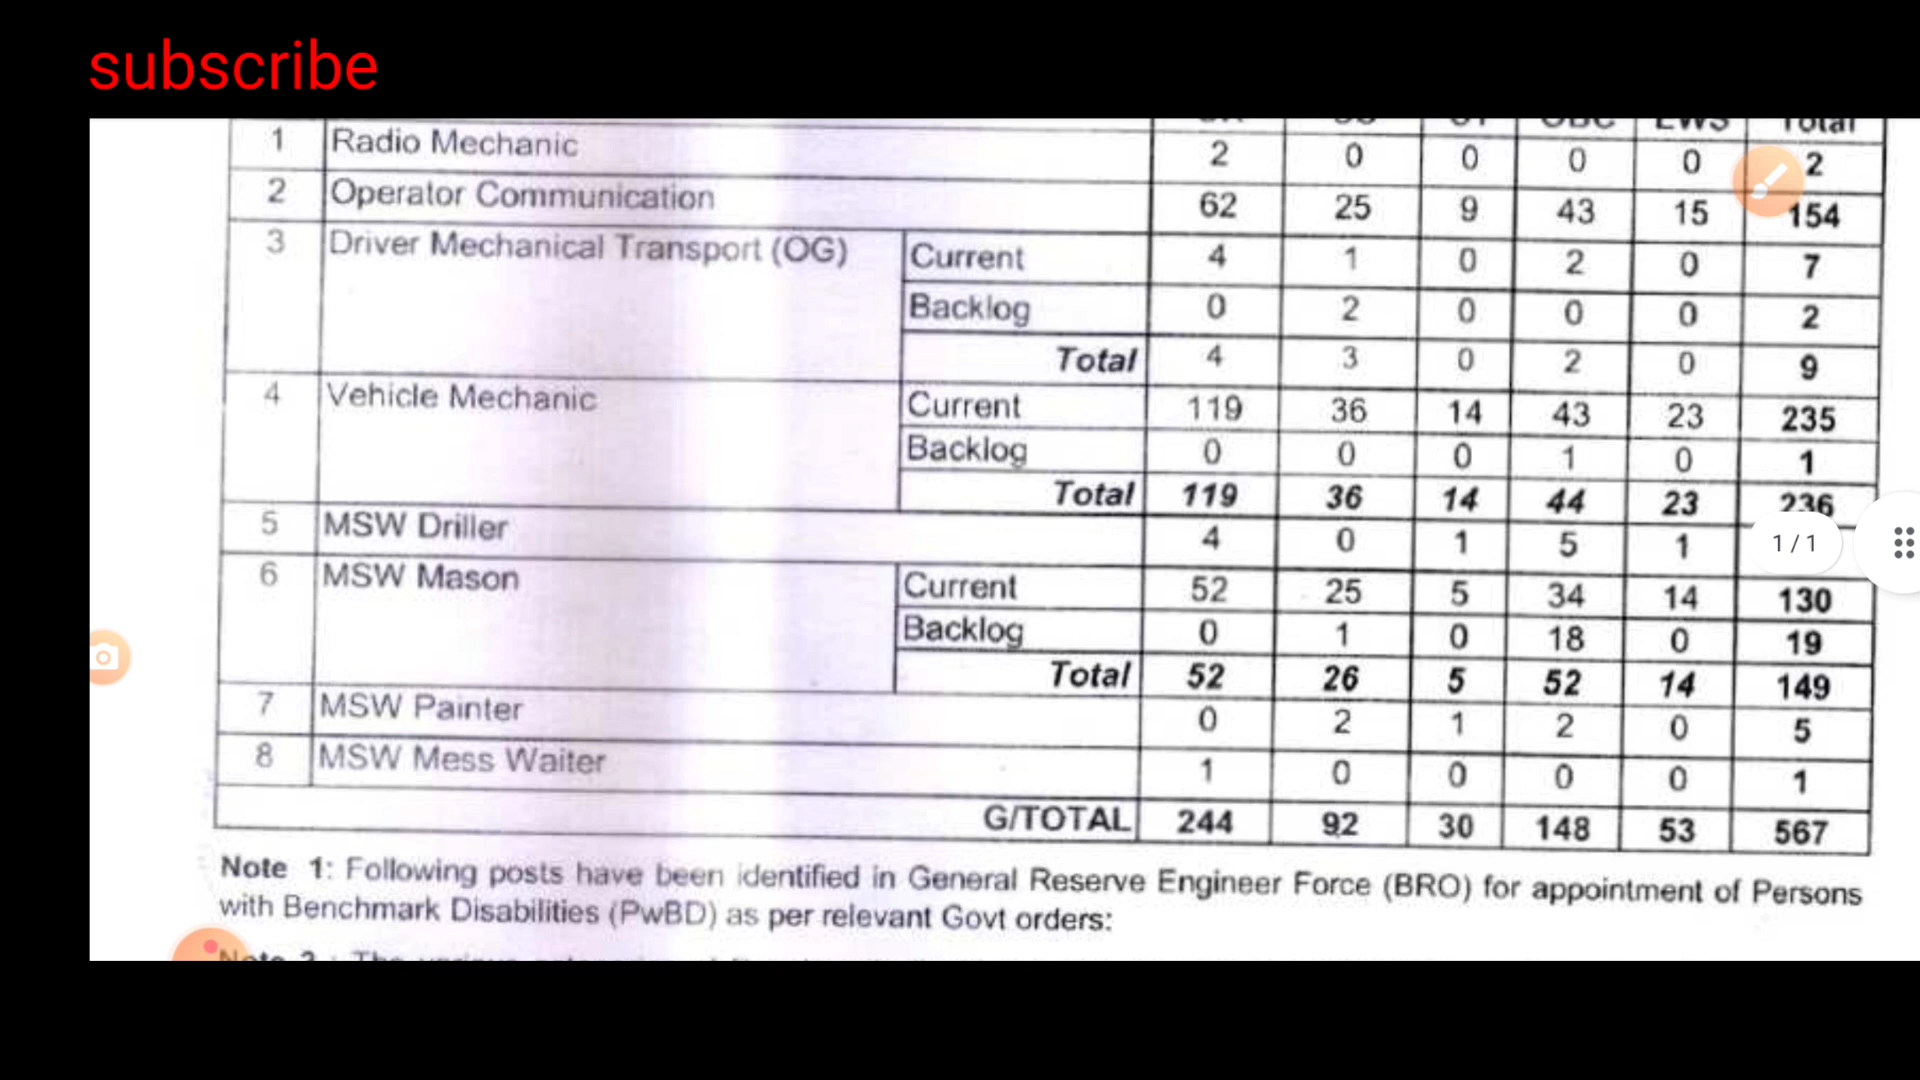 subscribe
OBC EWS Total
1 Radio Mechanic 2 0 0 0 0 2
2 Operator Communication 62 25 9 43 15 154
3 Driver Mechanical Transport (OG) Current 4 1 0 2 0 7
Backlog 0 2 0 0 0 2
Total 4 3 0 2 0 9
4 Vehicle Mechanic Current 119 36 14 43 23 235
Backlog 0 0 0 1 0 1
Total 119 36 14 44 23 236
5 MSW Driller 4 0 1 5 1
1 / 1
6 MSW Mason Current 52 25 5 34 14 130
Backlog 0 1 0 18 0 19
Total 52 26 5 52 14 149
7 MSW Painter 0 2 1 2 0 5
8 MSW Mess Waiter 1 0 0 0 0 1
G/TOTAL 244 92 30 148 53 567
Note 1: Following posts have been identified in General Reserve Engineer Force (BRO) for appointment of Persons
with Benchmark Disabilities (PwBD) as per relevant Govt orders: